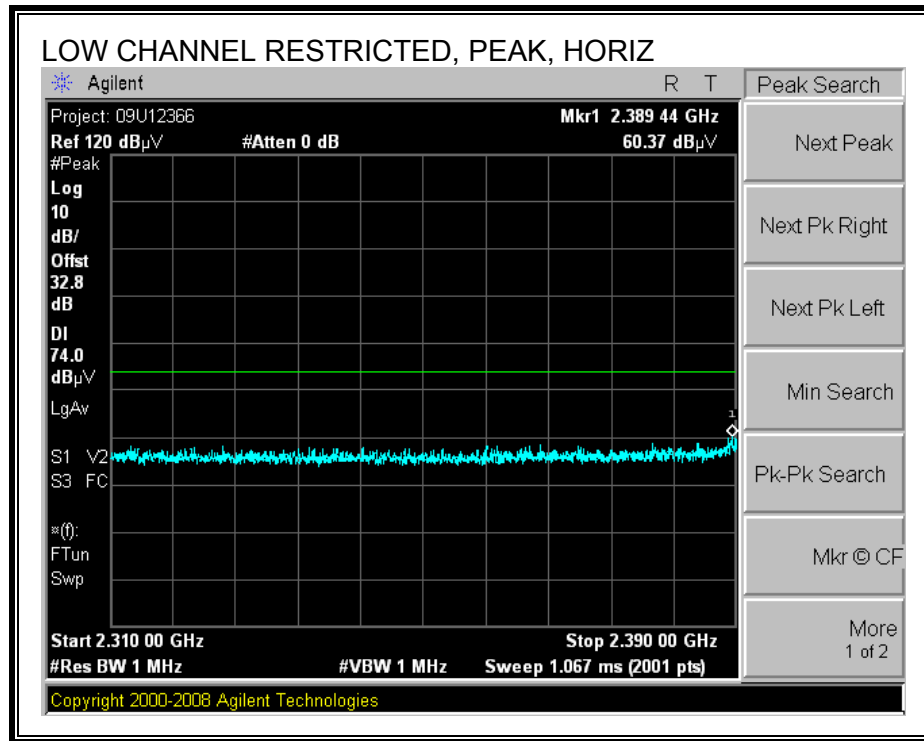 LOW CHANNEL RESTRICTED, PEAK, HORIZ
Agilent R T
Project: 09U12366
Mkr1 2.389 44 GHz
Ref 120 dBµV #Atten 0 dB 60.37 dBµV
#Peak
Log
10
dB/
Offst
32.8
dB
DI
74.0
dBµV
LgAv
1
S1 V2
S3 FC
¤(f):
FTun
Swp
Start 2.310 00 GHz Stop 2.390 00 GHz
#Res BW 1 MHz #VBW 1 MHz Sweep 1.067 ms (2001 pts)
Copyright 2000-2008 Agilent Technologies
Peak Search
Next Peak
Next Pk Right
Next Pk Left
Min Search
Pk-Pk Search
Mkr © CF
More
1 of 2